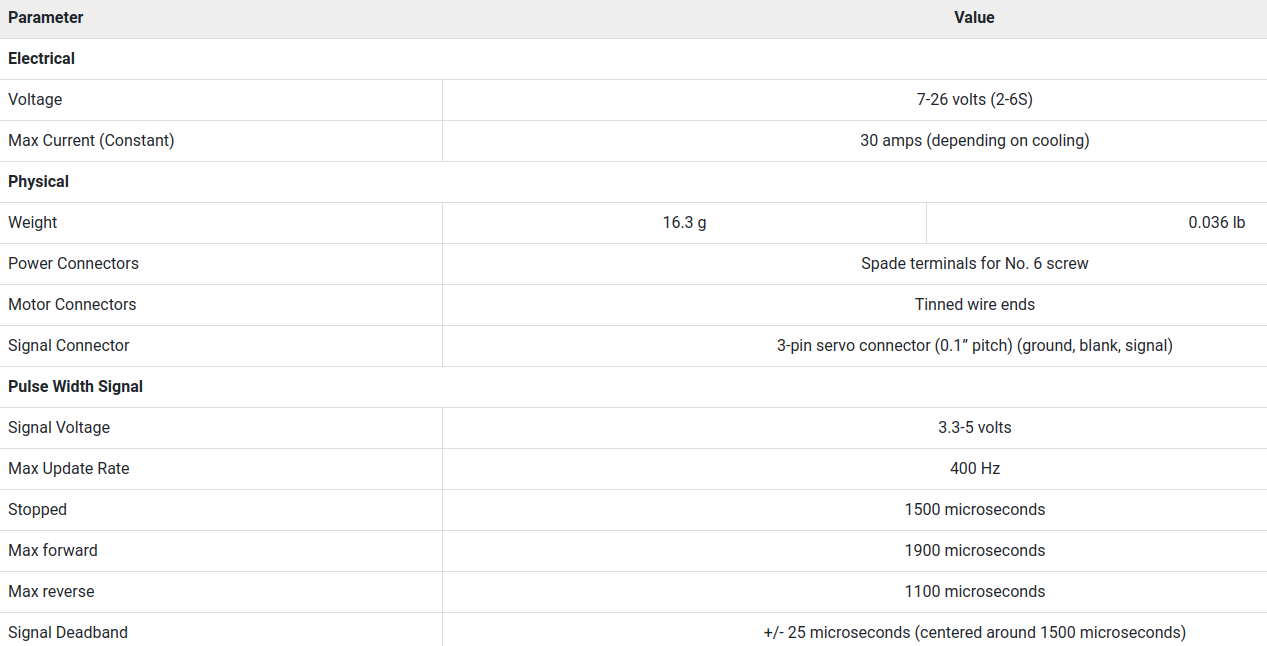 Parameter Value
Electrical
Voltage 7-26 volts (2-6S)
Max Current (Constant) 30 amps (depending on cooling)
Physical
Weight 16.3 g 0.036 lb
Power Connectors Spade terminals for No. 6 screw
Motor Connectors Tinned wire ends
Signal Connector 3-pin servo connector (0.1” pitch) (ground, blank, signal)
Pulse Width Signal
Signal Voltage 3.3-5 volts
Max Update Rate 400 Hz
Stopped 1500 microseconds
Max forward 1900 microseconds
Max reverse 1100 microseconds
Signal Deadband +/- 25 microseconds (centered around 1500 microseconds)